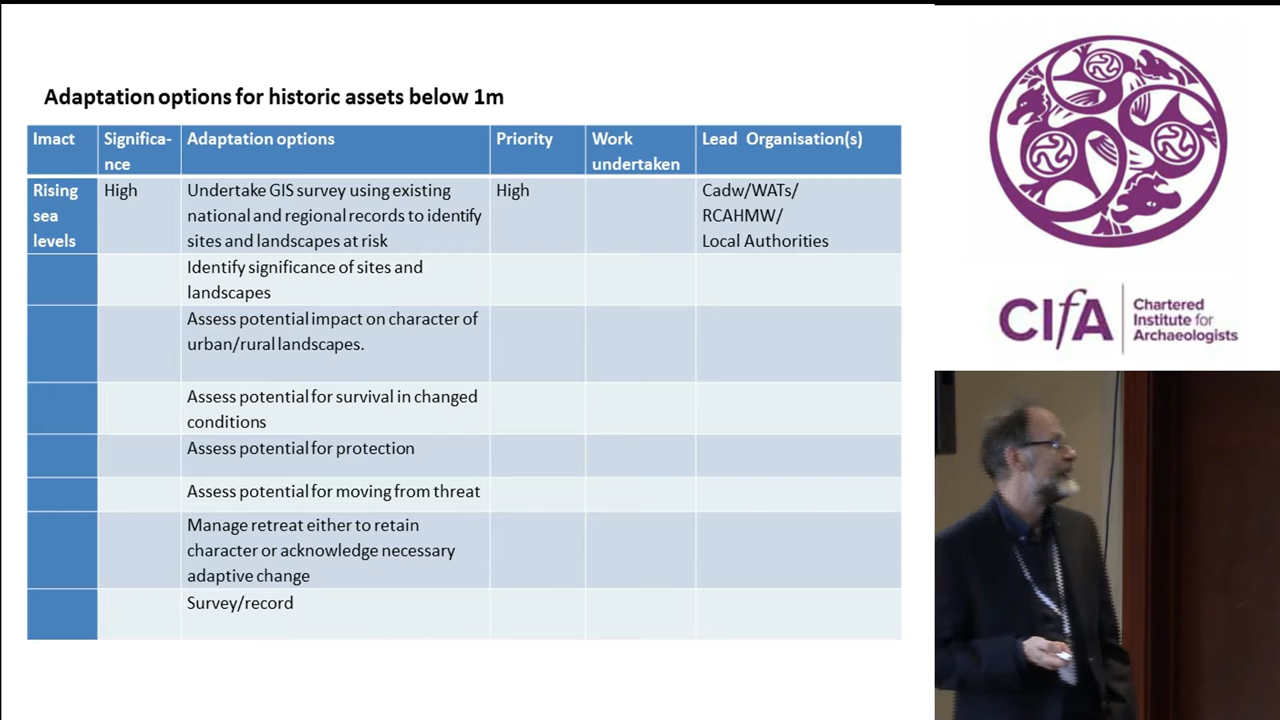 Adaptation options for historic assets below 1m
Imact
Significa-
nce
Adaptation options
Priority
Work
undertaken
Lead Organisation(s)
Rising
sea
levels
High
Undertake GIS survey using existing
national and regional records to identify
sites and landscapes at risk
High
Cadw/WATs/
RCAHMW/
Local Authorities
Identify significance of sites and
landscapes
Assess potential impact on character of
urban/rural landscapes.
Assess potential for survival in changed
conditions
Assess potential for protection
Assess potential for moving from threat
Manage retreat either to retain
character or acknowledge necessary
adaptive change
Survey/record
CIfA
Chartered
Institute for
Archaeologists